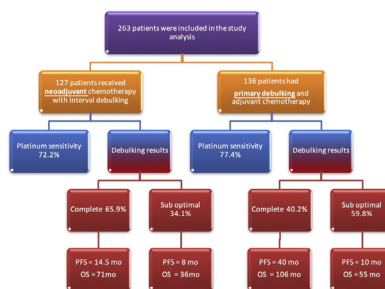 263 patients were included in the study
analysis
127 patients received
neoadjuvant chemotherapy
with interval debulking
136 patients had
primary debulking and
adjuvant chemotherapy
Platinum sensitivity
72.2%
Debulking results
Platinum sensitivity
77.4%
Debulking results
Complete 65.9%
Sub optimal
34.1%
Complete 40.2%
Sub optimal
59.8%
PFS = 14.5 mo
OS = 71mo
PFS = 8 mo
OS = 36mo
PFS = 40 mo
OS = 106 mo
PFS = 10 mo
OS = 55 mo